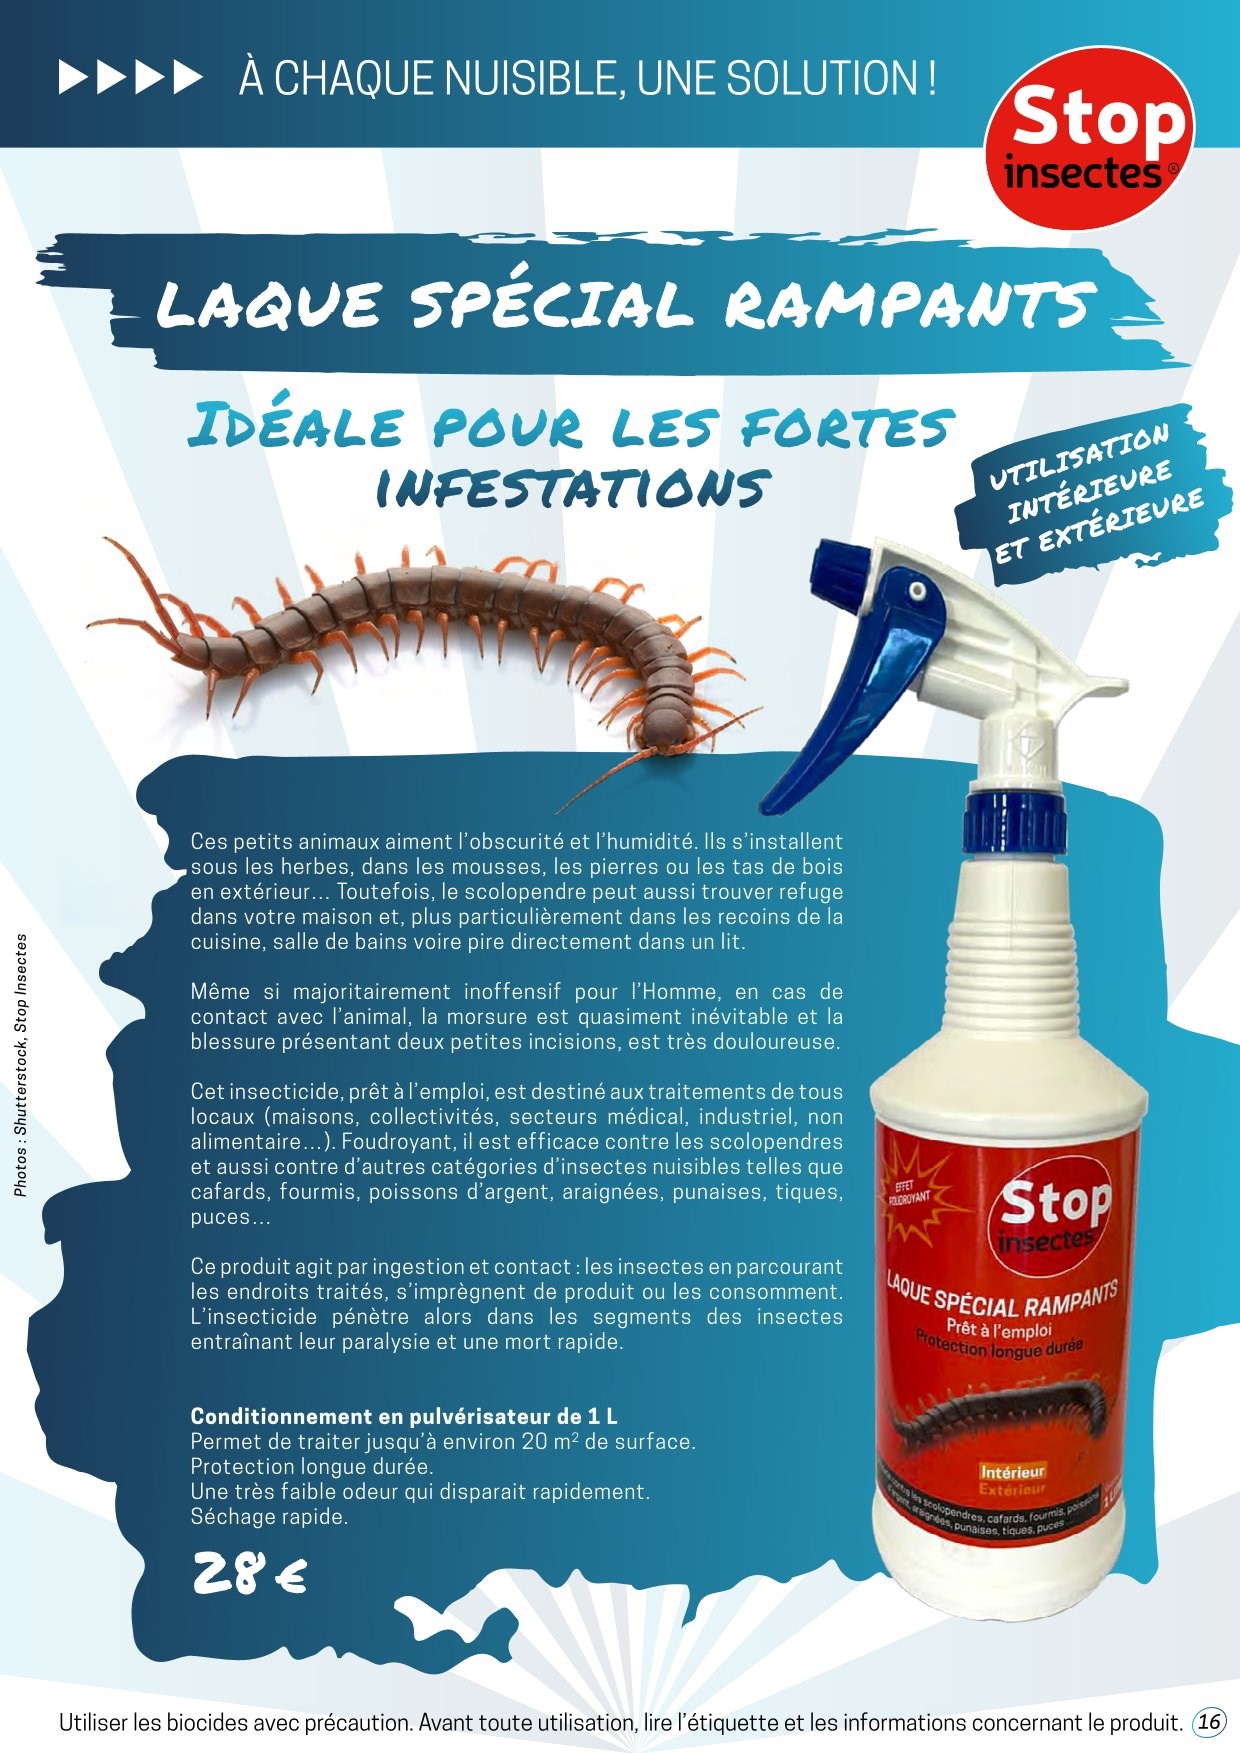 À CHAQUE NUISIBLE, UNE SOLUTION !
Stop
insectes ®
LAQUE SPÉCIAL RAMPANTS
IDÉALE POUR LES FORTES
INFESTATIONS
UTILISATION
INTÉRIEURE
ET EXTÉRIEURE
Ces petits animaux aiment l'obscurité et l'humidité. Ils s'installent
sous les herbes, dans les mousses, les pierres ou les tas de bois
en extérieur... Toutefois, le scolopendre peut aussi trouver refuge
dans votre maison et, plus particulièrement dans les recoins de la
cuisine, salle de bains voire pire directement dans un lit.
Même si majoritairement inoffensif pour l'Homme, en cas de
contact avec l'animal, la morsure est quasiment inévitable et la
blessure présentant deux petites incisions, est très douloureuse.
Cet insecticide, prêt à l'emploi, est destiné aux traitements de tous
locaux (maisons, collectivités, secteurs médical, industriel, non
alimentaire...). Foudroyant, il est efficace contre les scolopendres
et aussi contre d'autres catégories d'insectes nuisibles telles que
cafards, fourmis, poissons d'argent, araignées, punaises, tiques,
puces...
Ce produit agit par ingestion et contact : les insectes en parcourant
les endroits traités, s'imprègnent de produit ou les consomment.
L'insecticide pénètre alors dans les segments des insectes
entraînant leur paralysie et une mort rapide.
Conditionnement en pulvérisateur de 1 L
Permet de traiter jusqu'à environ 20 m² de surface.
Protection longue durée.
Une très faible odeur qui disparait rapidement.
Séchage rapide.
28 €
EFFET
FOUDROYANT
Stop
insectes
LAQUE SPÉCIAL RAMPANTS
Prêt à l'emploi
Protection longue durée
Intérieur
Extérieur
contre les scolopendres, cafards, fourmis, poissons
d'argent, araignées, punaises, tiques, puces...
Photos : Shutterstock, Stop Insectes
Utiliser les biocides avec précaution. Avant toute utilisation, lire l'étiquette et les informations concernant le produit.
16